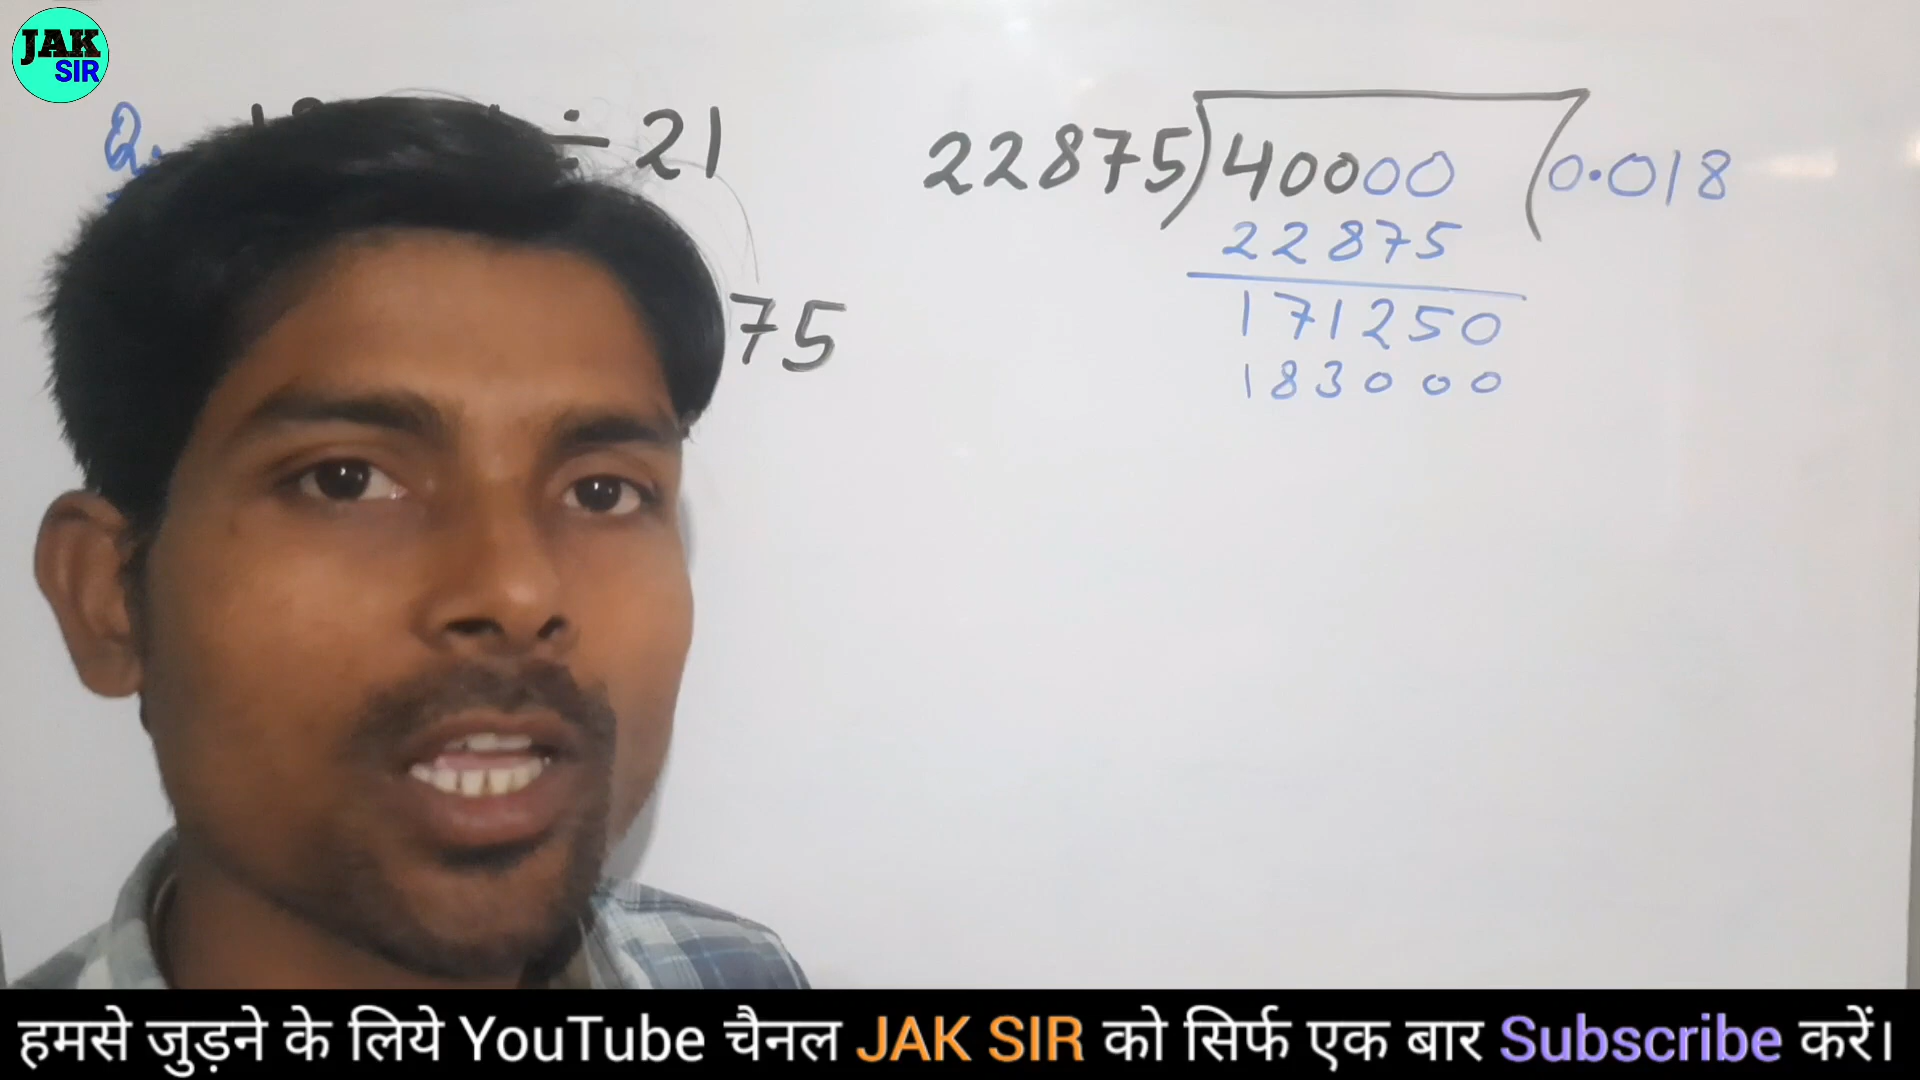 JAK
SIR
Q.
÷ 21
75
22875)40000(0.018
22875
171250
183000
हमसे जुड़ने के लिये YouTube चैनल JAK SIR को सिर्फ एक बार Subscribe करें।